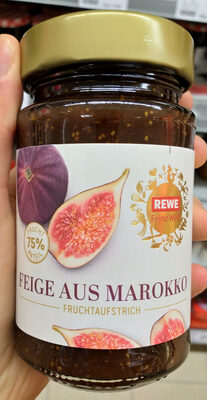 REWE
Feine Welt
75%
FEIGE AUS MAROKKO
FRUCHTAUFSTRICH